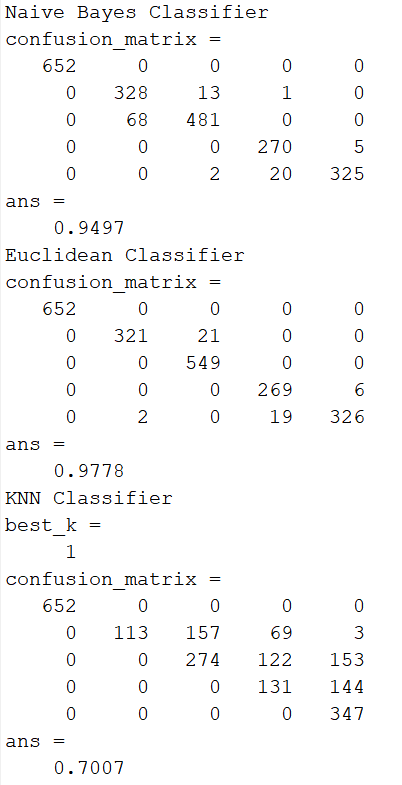 Naive Bayes Classifier
confusion_matrix =
652 0 0 0 0
0 328 13 1 0
0 68 481 0 0
0 0 0 270 5
0 0 2 20 325
ans =
0.9497
Euclidean Classifier
confusion_matrix =
652 0 0 0 0
0 321 21 0 0
0 0 549 0 0
0 0 0 269 6
0 2 0 19 326
ans =
0.9778
KNN Classifier
best_k =
1
confusion_matrix =
652 0 0 0 0
0 113 157 69 3
0 0 274 122 153
0 0 0 131 144
0 0 0 0 347
ans =
0.7007